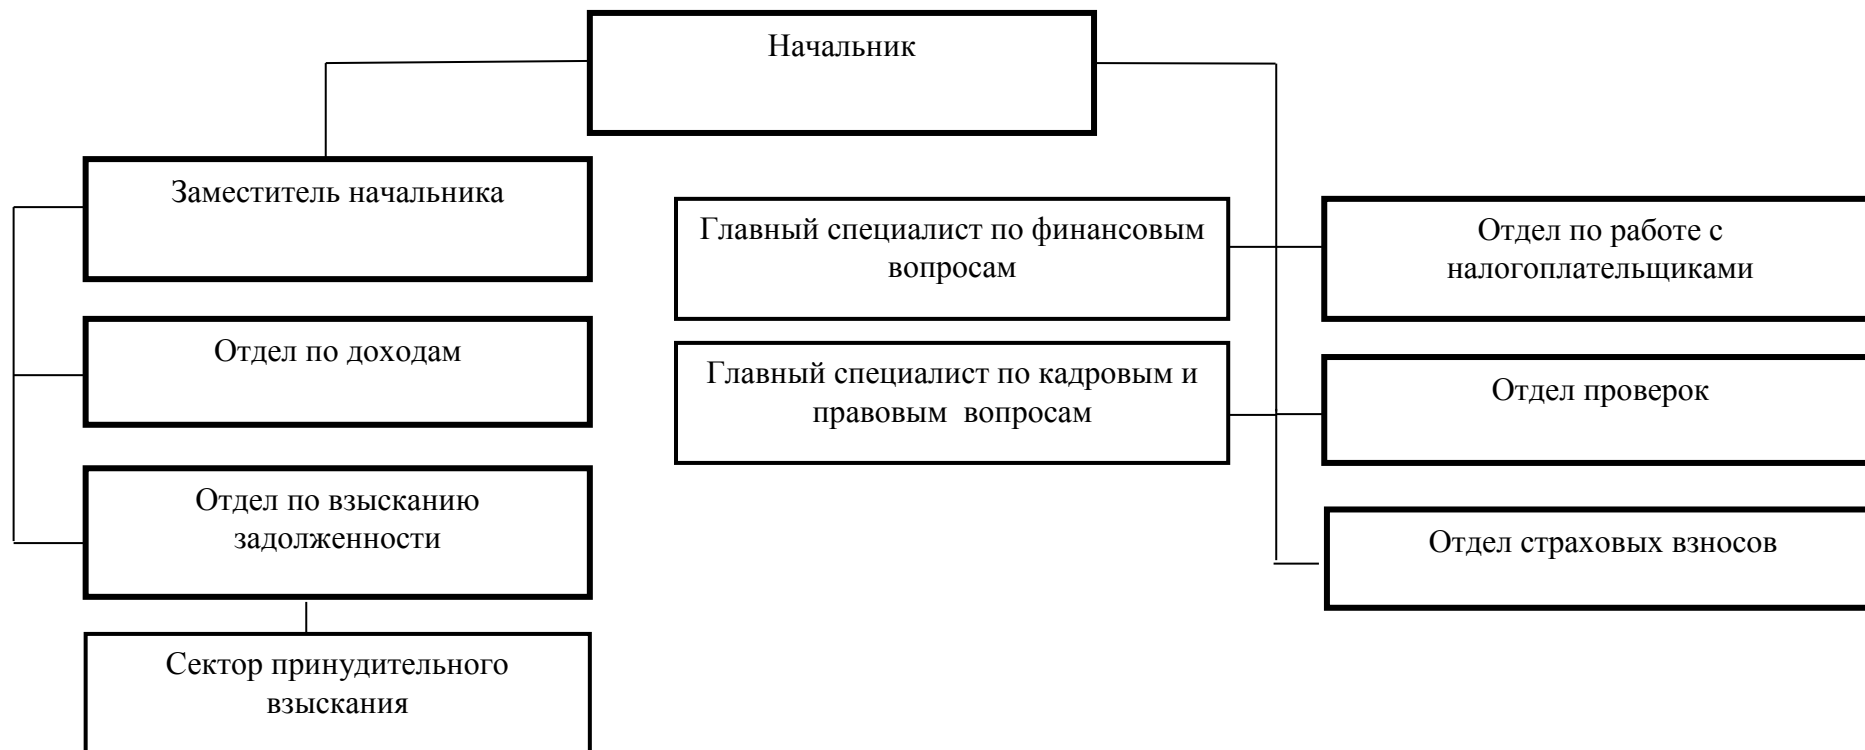 Начальник
Заместитель начальника
Главный специалист по финансовым
вопросам
Отдел по работе с
налогоплательщиками
Отдел по доходам
Главный специалист по кадровым и
правовым  вопросам
Отдел проверок
Отдел по взысканию
задолженности
Отдел страховых взносов
Сектор принудительного
взыскания